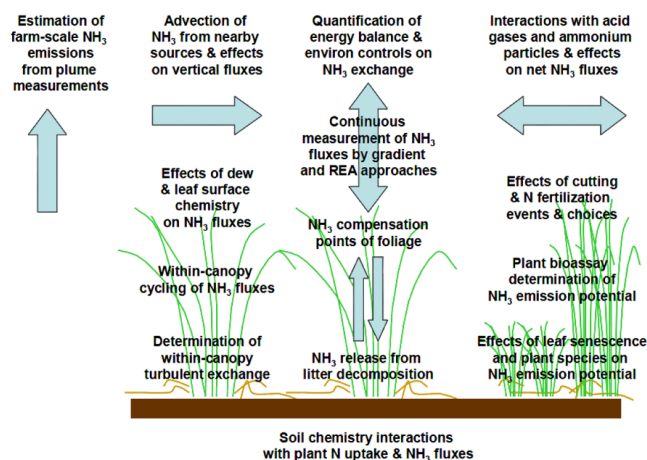 Estimation of
farm-scale NH3
emissions
from plume
measurements
Advection of
NH3 from nearby
sources & effects
on vertical fluxes
Quantification of
energy balance &
environ controls on
NH3 exchange
Interactions with acid
gases and ammonium
particles & effects
on net NH3 fluxes
Continuous
measurement of NH3
fluxes by gradient
and REA approaches
Effects of dew
& leaf surface
chemistry
on NH3 fluxes
NH3 compensation
points of foliage
Effects of cutting
& N fertilization
events & choices
Within-canopy
cycling of NH3 fluxes
Plant bioassay
determination of
NH3 emission potential
Determination of
within-canopy
turbulent exchange
NH3 release from
litter decomposition
Effects of leaf senescence
and plant species on
NH3 emission potential
Soil chemistry interactions
with plant N uptake & NH3 fluxes